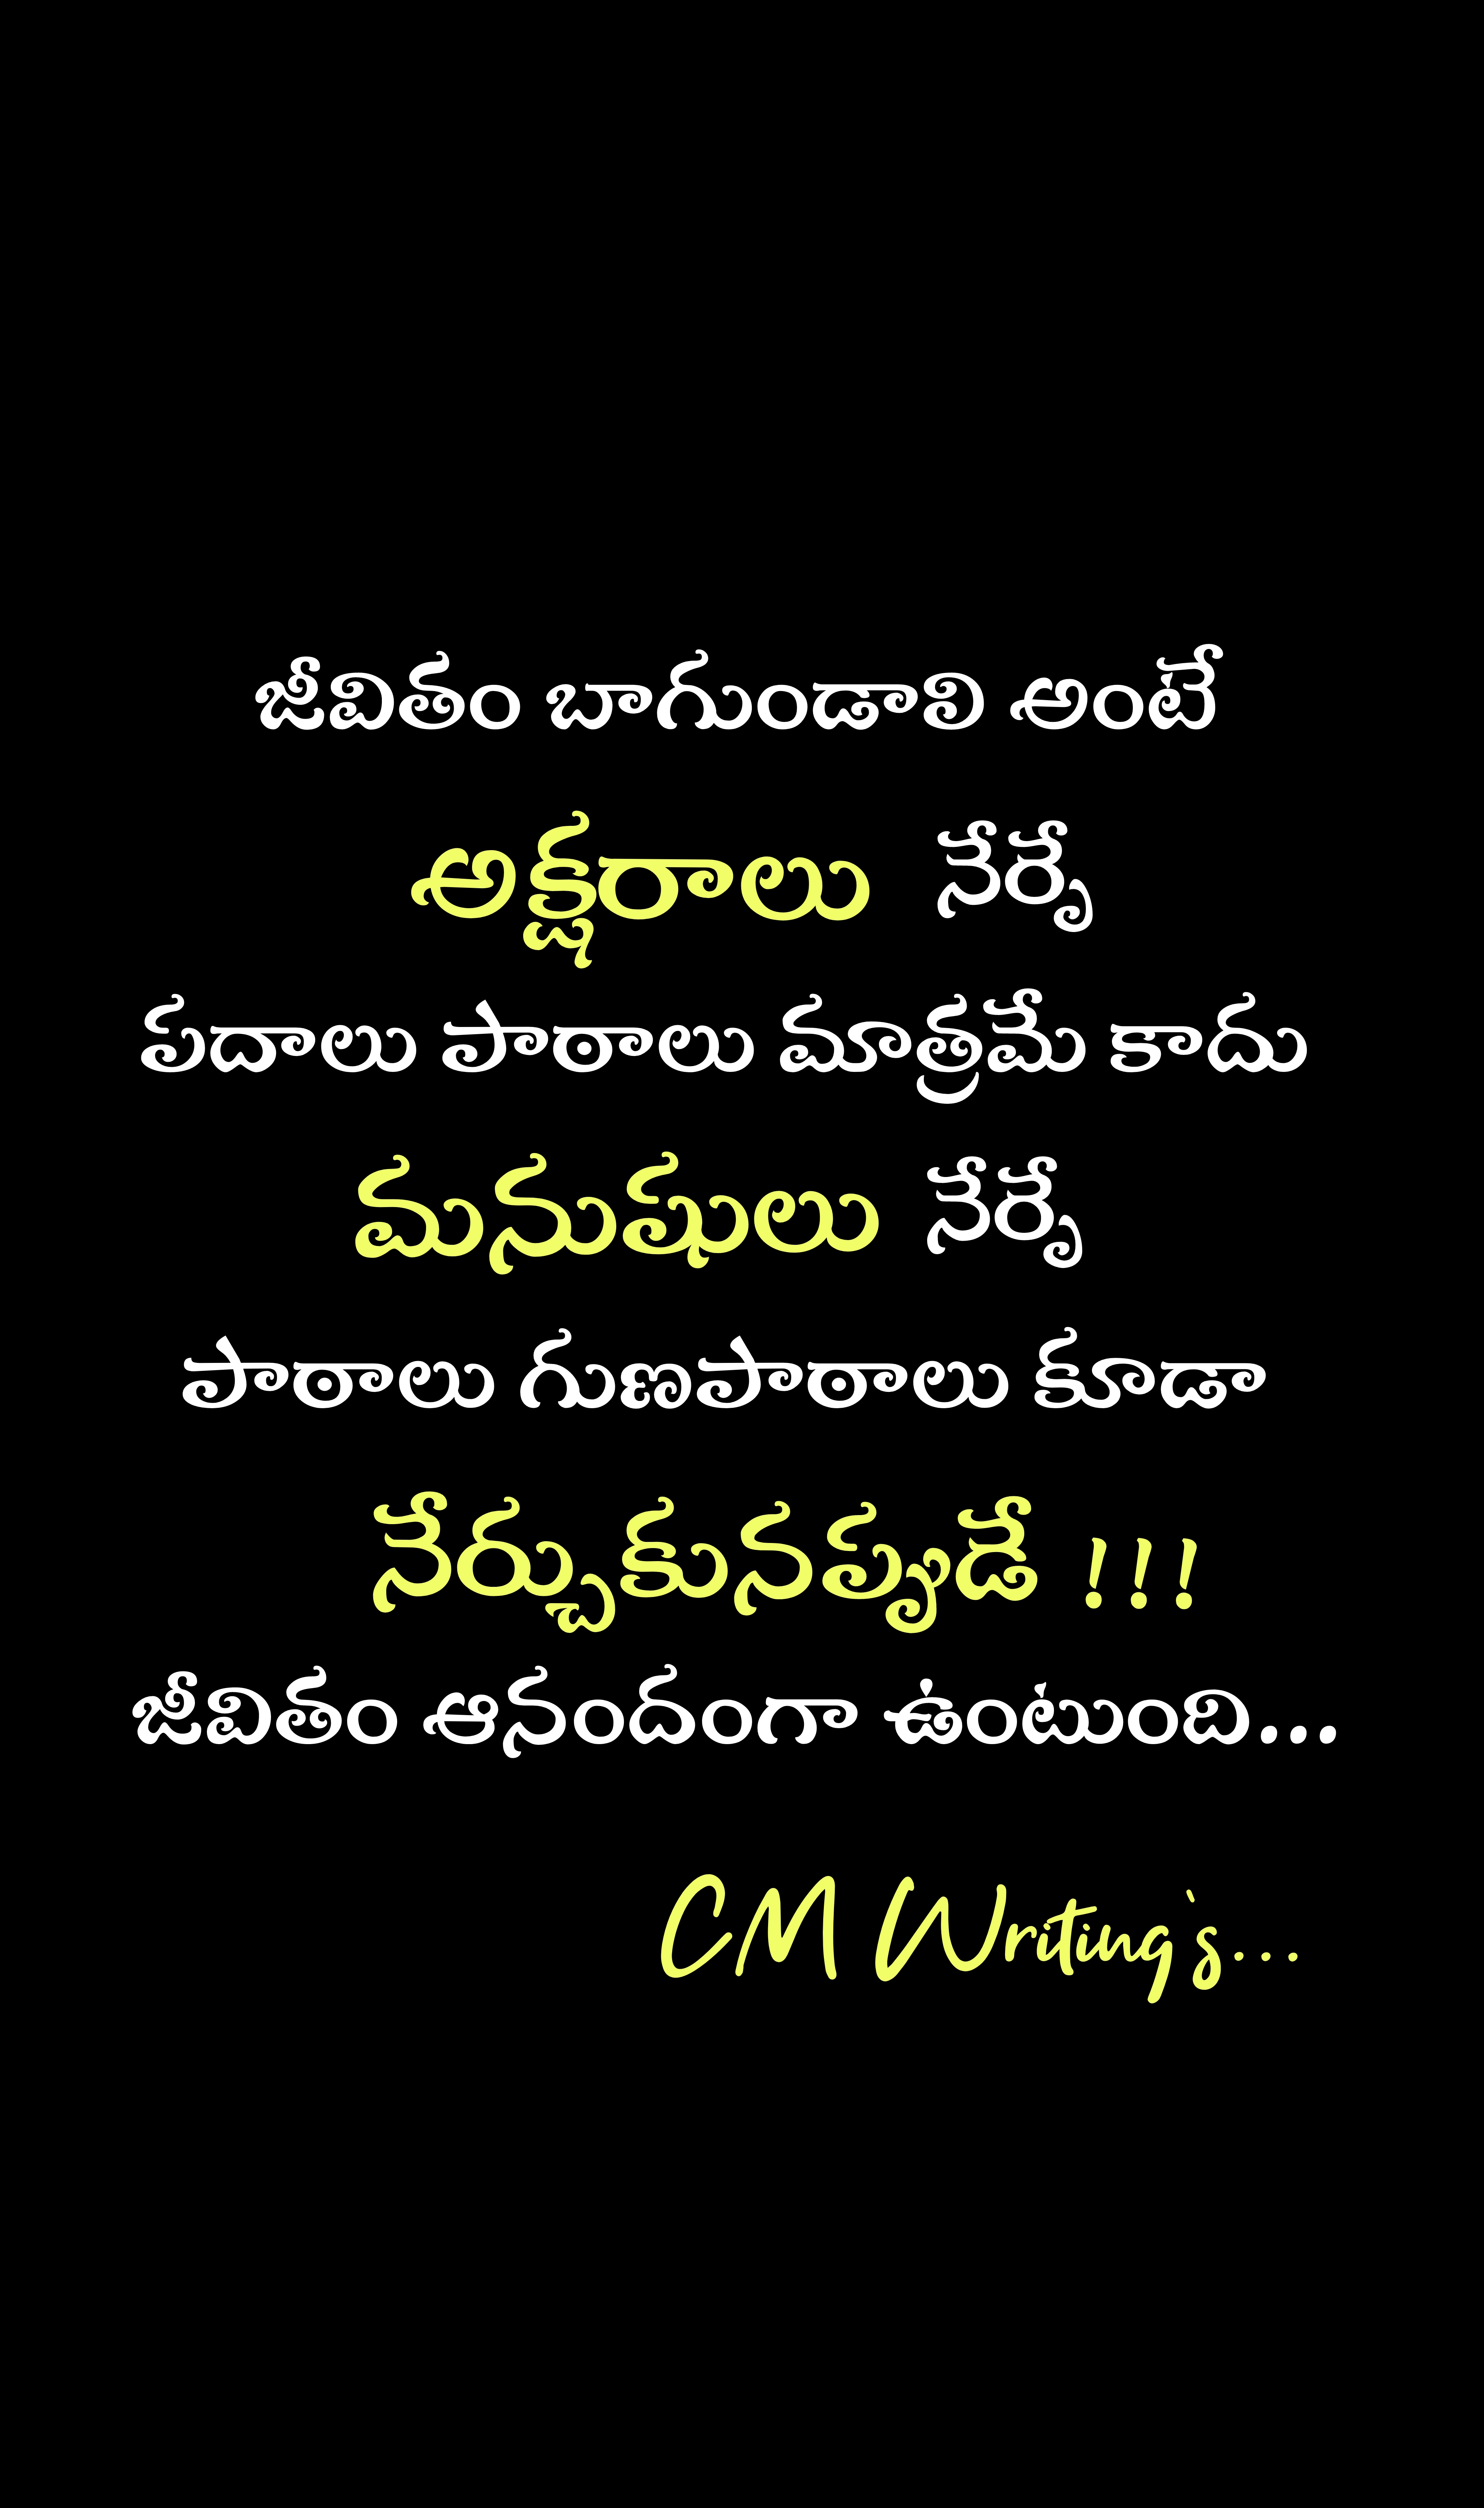 జీవితం బాగుండాలి అంటే
అక్షరాలు నేర్పే
పదాలు పాఠాలు మాత్రమే కాదు
మనుషులు నేర్పే
పాఠాలు గుణపాఠాలు కూడా
నేర్చుకునప్పుడే !!!
జీవితం ఆనందంగా ఉంటుంది...
CM Writing's...